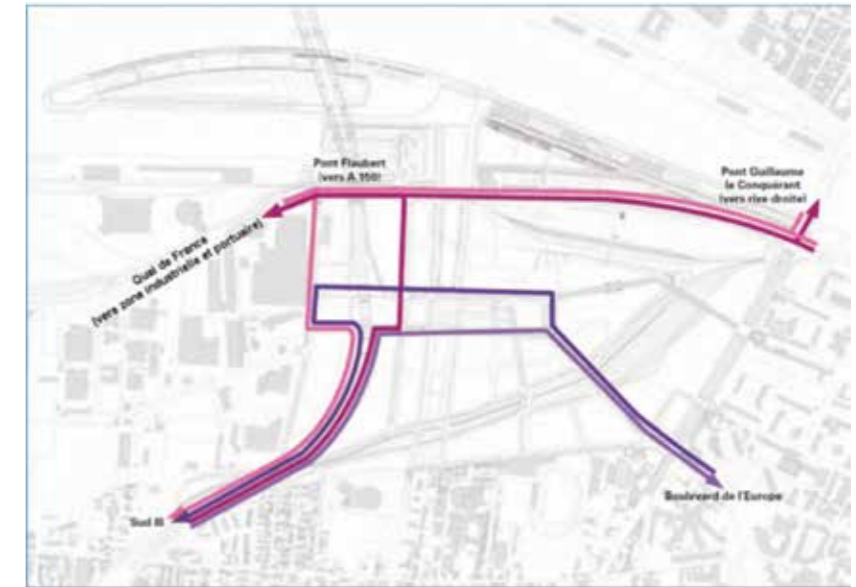 Pont Flaubert
(vers A 150)
Pont Guillaume
le Conquérant
(vers rive droite)
Quai de France
(vers zone industrielle et portuaire)
Sud III
Boulevard de l'Europe